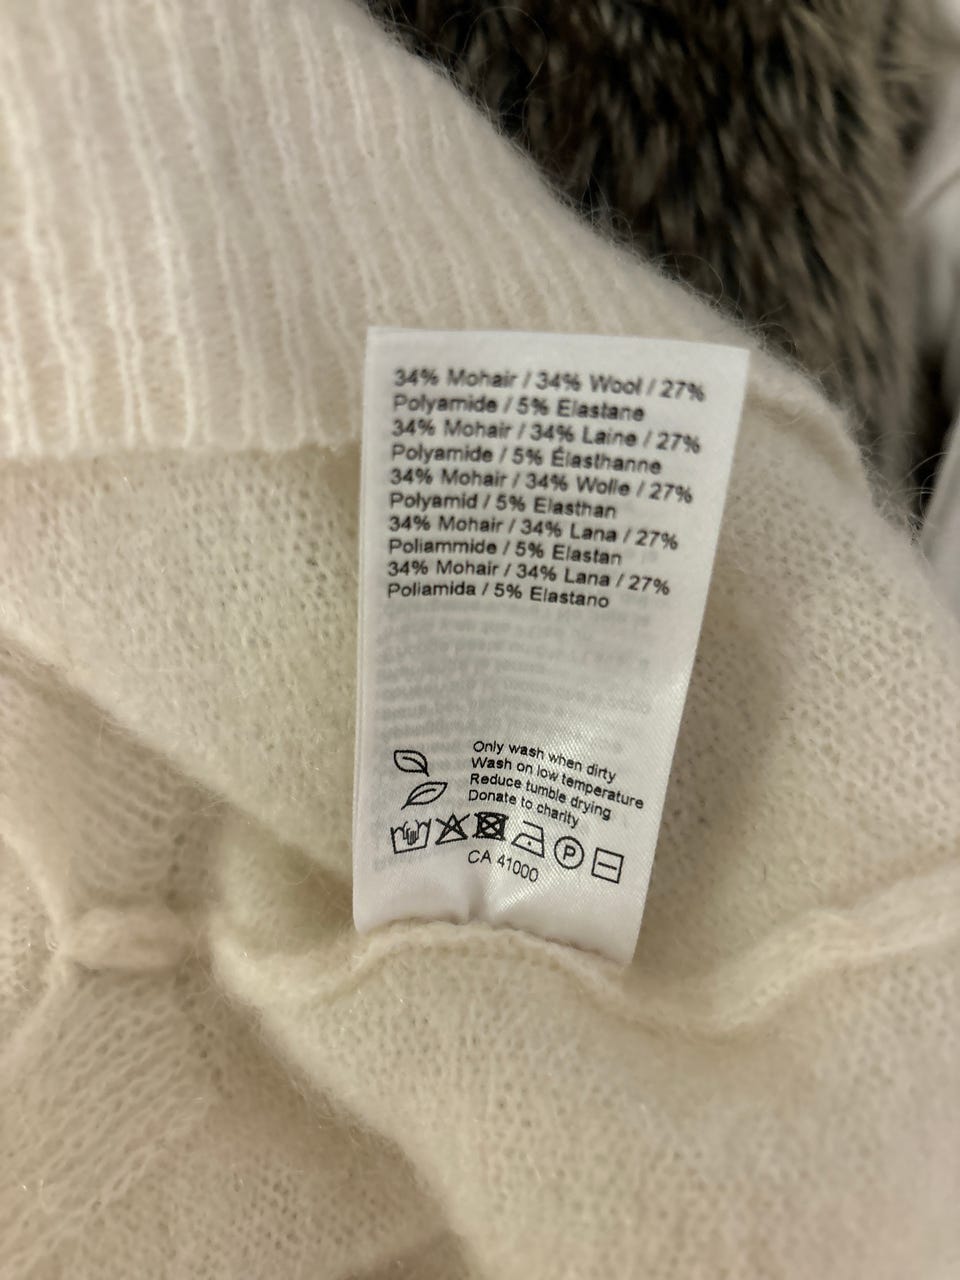 34% Mohair / 34% Wool / 27%
Polyamide / 5% Elastane
34% Mohair / 34% Laine / 27%
Polyamide / 5% Élasthanne
34% Mohair / 34% Wolle / 27%
Polyamid / 5% Elasthan
34% Mohair / 34% Lana / 27%
Poliammide / 5% Elastan
34% Mohair / 34% Lana / 27%
Poliamida / 5% Elastano
Only wash when dirty
Wash on low temperature
Reduce tumble drying
Donate to charity
P
CA 41000